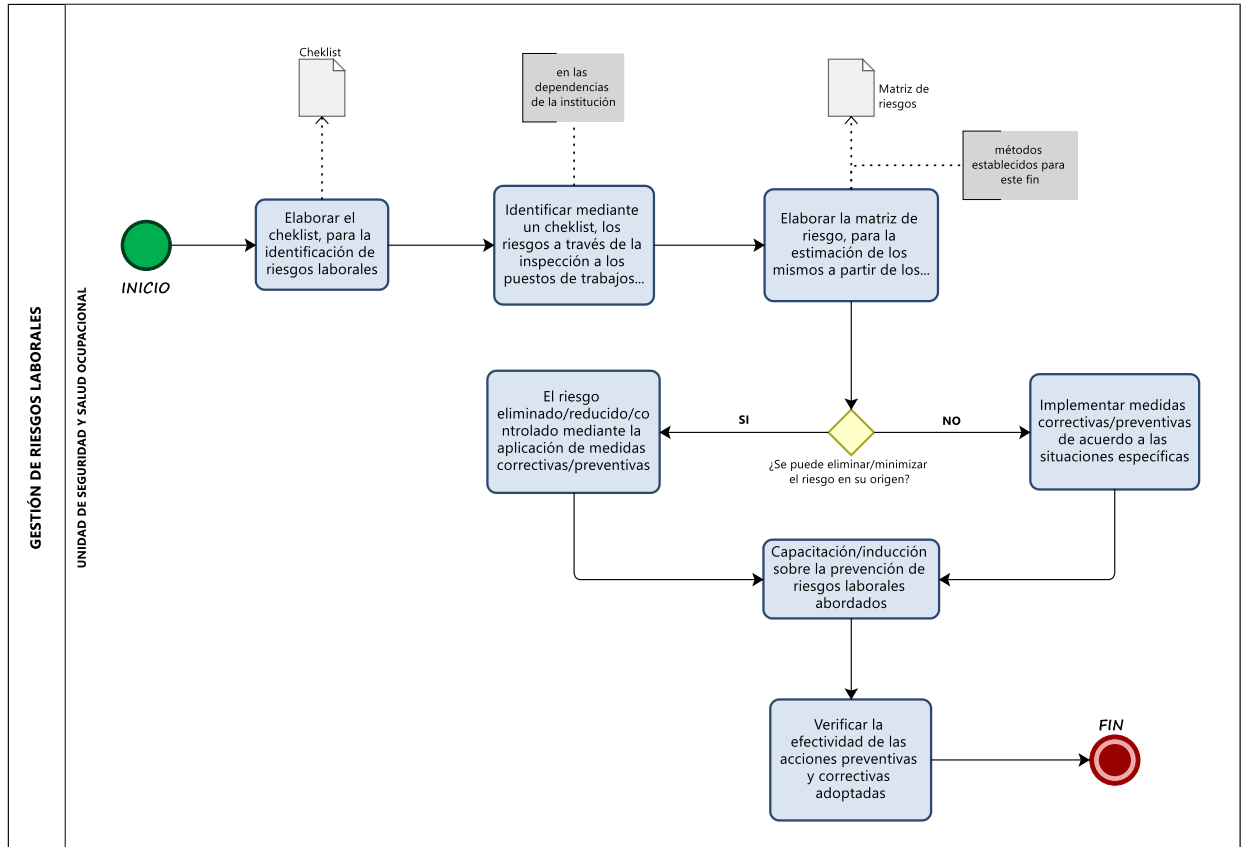 GESTIÓN DE RIESGOS LABORALES
UNIDAD DE SEGURIDAD Y SALUD OCUPACIONAL
Cheklist
en las
dependencias
de la institución
Matriz de
riesgos
métodos
establecidos para
este fin
INICIO
Elaborar el
cheklist, para la
identificación de
riesgos laborales
Identificar mediante
un cheklist, los
riesgos a través de la
inspección a los
puestos de trabajos...
Elaborar la matriz de
riesgo, para la
estimación de los
mismos a partir de los...
El riesgo
eliminado/reducido/co
ntrolado mediante la
aplicación de medidas
correctivas/preventivas
SI
NO
¿Se puede eliminar/minimizar
el riesgo en su origen?
Implementar medidas
correctivas/preventivas
de acuerdo a las
situaciones específicas
Capacitación/inducción
sobre la prevención de
riesgos laborales
abordados
Verificar la
efectividad de las
acciones preventivas
y correctivas
adoptadas
FIN